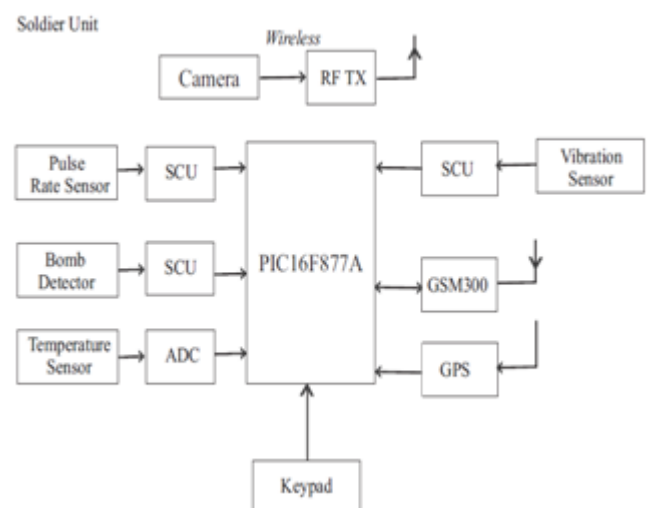 Soldier Unit
Wireless
Camera
RF TX
Pulse
Rate Sensor
SCU
SCU
Vibration
Sensor
Bomb
Detector
SCU
PIC16F877A
GSM300
Temperature
Sensor
ADC
GPS
Keypad